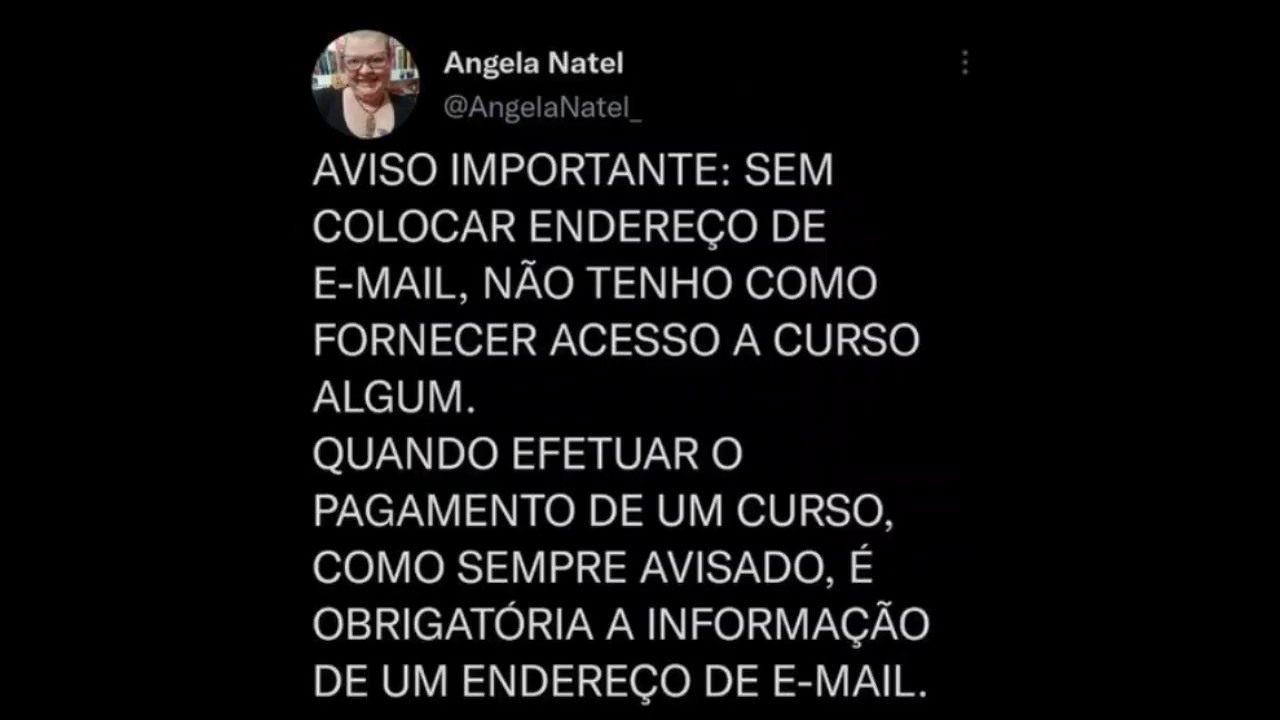 Angela Natel
@AngelaNatel_
AVISO IMPORTANTE: SEM
COLOCAR ENDEREÇO DE
E-MAIL, NÃO TENHO COMO
FORNECER ACESSO A CURSO
ALGUM.
QUANDO EFETUAR O
PAGAMENTO DE UM CURSO,
COMO SEMPRE AVISADO, É
OBRIGATÓRIA A INFORMAÇÃO
DE UM ENDEREÇO DE E-MAIL.